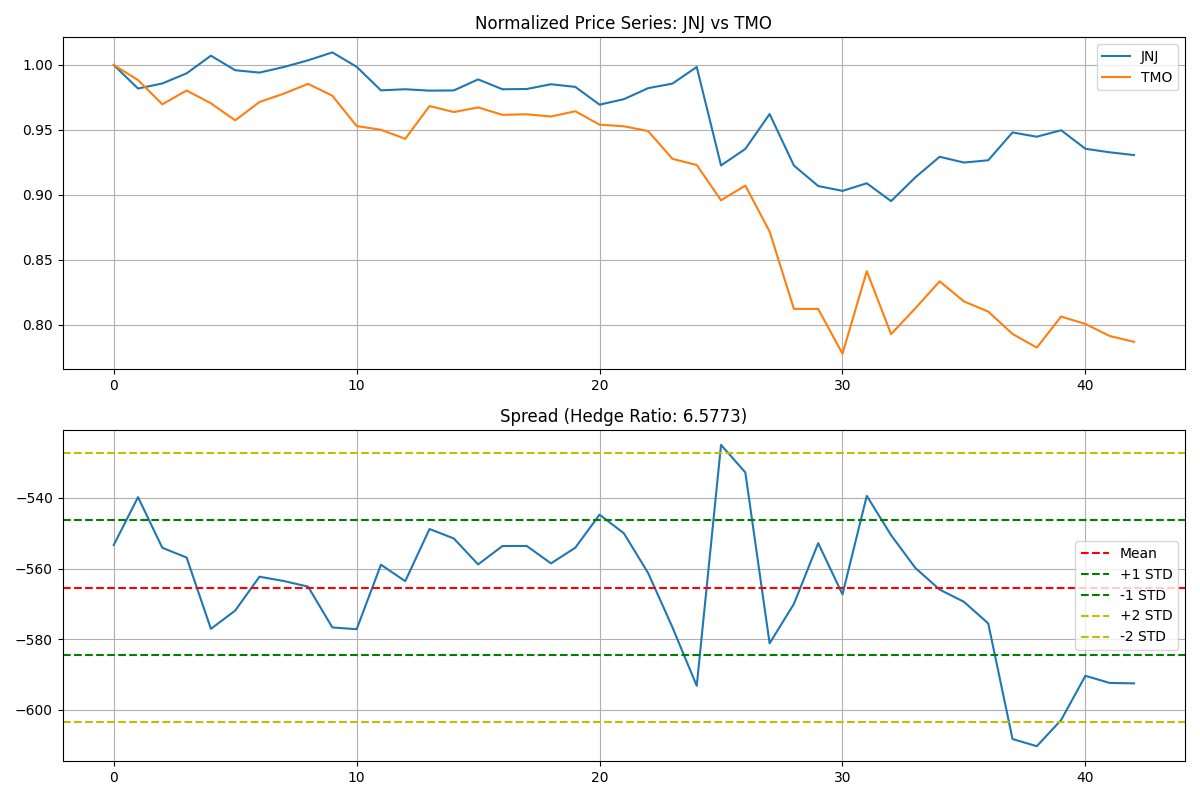 Normalized Price Series: JNJ vs TMO
JNJ
TMO
1.00
0.95
0.90
0.85
0.80
0
10
20
30
40
Spread (Hedge Ratio: 6.5773)
−540
−560
−580
−600
Mean
+1 STD
-1 STD
+2 STD
-2 STD
0
10
20
30
40